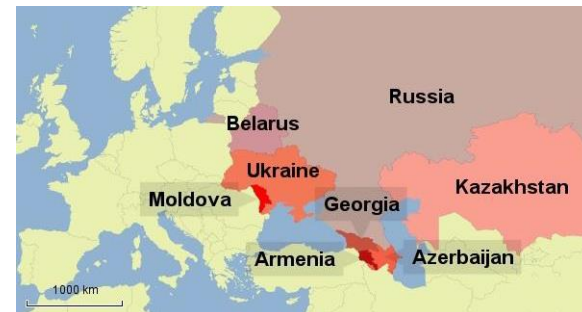 Russia
Belarus
Ukraine
Kazakhstan
Moldova
Georgia
Armenia
Azerbaijan
1000 km